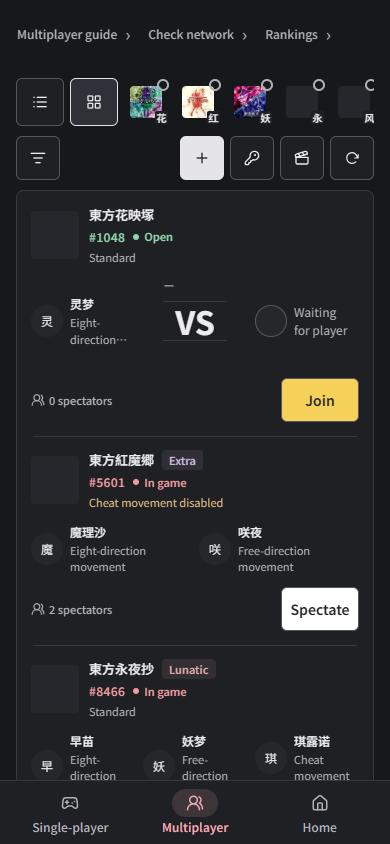 Multiplayer guide › Check network › Rankings ›
花 红 妖 永 风
東方花映塚
#1048 • Open
Standard
灵 灵梦
Eight-
direction…
—
VS
Waiting
for player
0 spectators
Join
東方紅魔郷 Extra
#5601 • In game
Cheat movement disabled
魔 魔理沙
Eight-direction
movement
咲 咲夜
Free-direction
movement
2 spectators
Spectate
東方永夜抄 Lunatic
#8466 • In game
Standard
早 早苗
Eight-
direction
妖 妖梦
Free-
direction
琪 琪露诺
Cheat
movement
Single-player
Multiplayer
Home